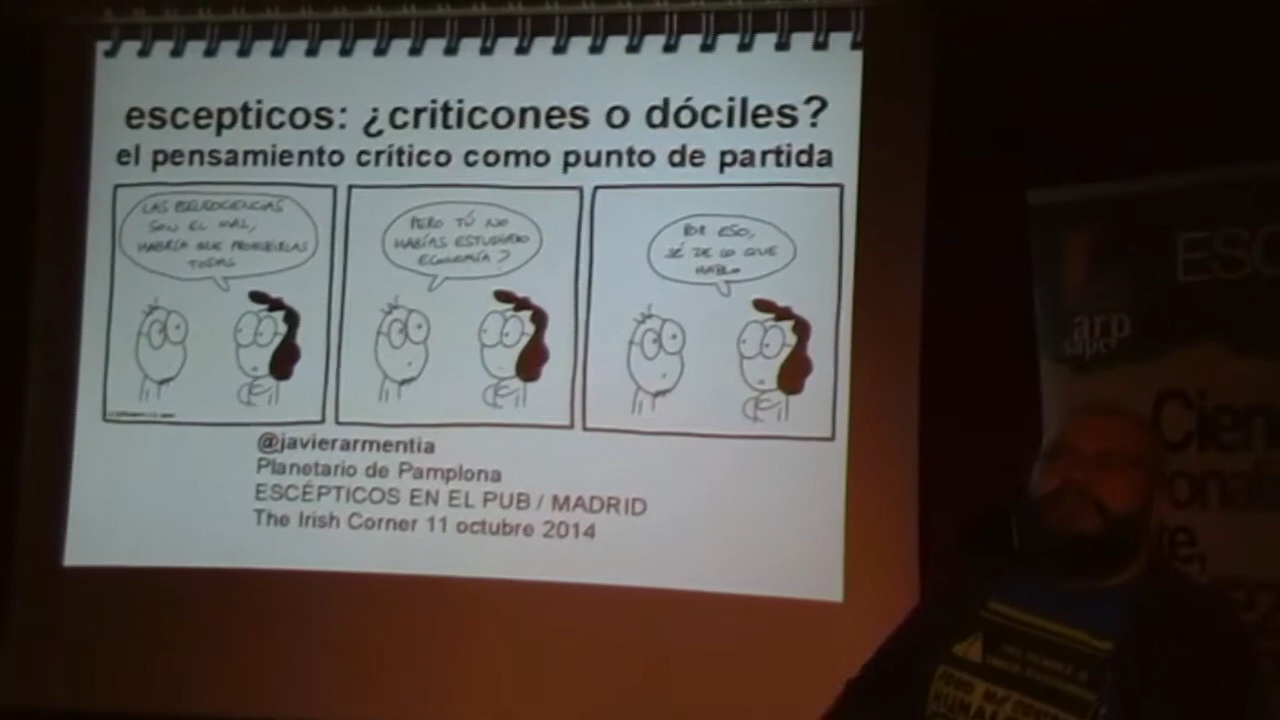 escepticos: ¿criticones o dóciles?
el pensamiento crítico como punto de partida
LAS PSEUDOCIENCIAS
SON EL MAL,
HABRÍA QUE PROHIBIRLAS
TODAS
PERO TÚ NO
HABÍAS ESTUDIADO
ECONOMÍA?
POR ESO,
SÉ DE LO QUE
HABLO
@javierarmentia
Planetario de Pamplona
ESCÉPTICOS EN EL PUB / MADRID
The Irish Corner 11 octubre 2014
ESC
arp
sapc
Cien
onal
e,